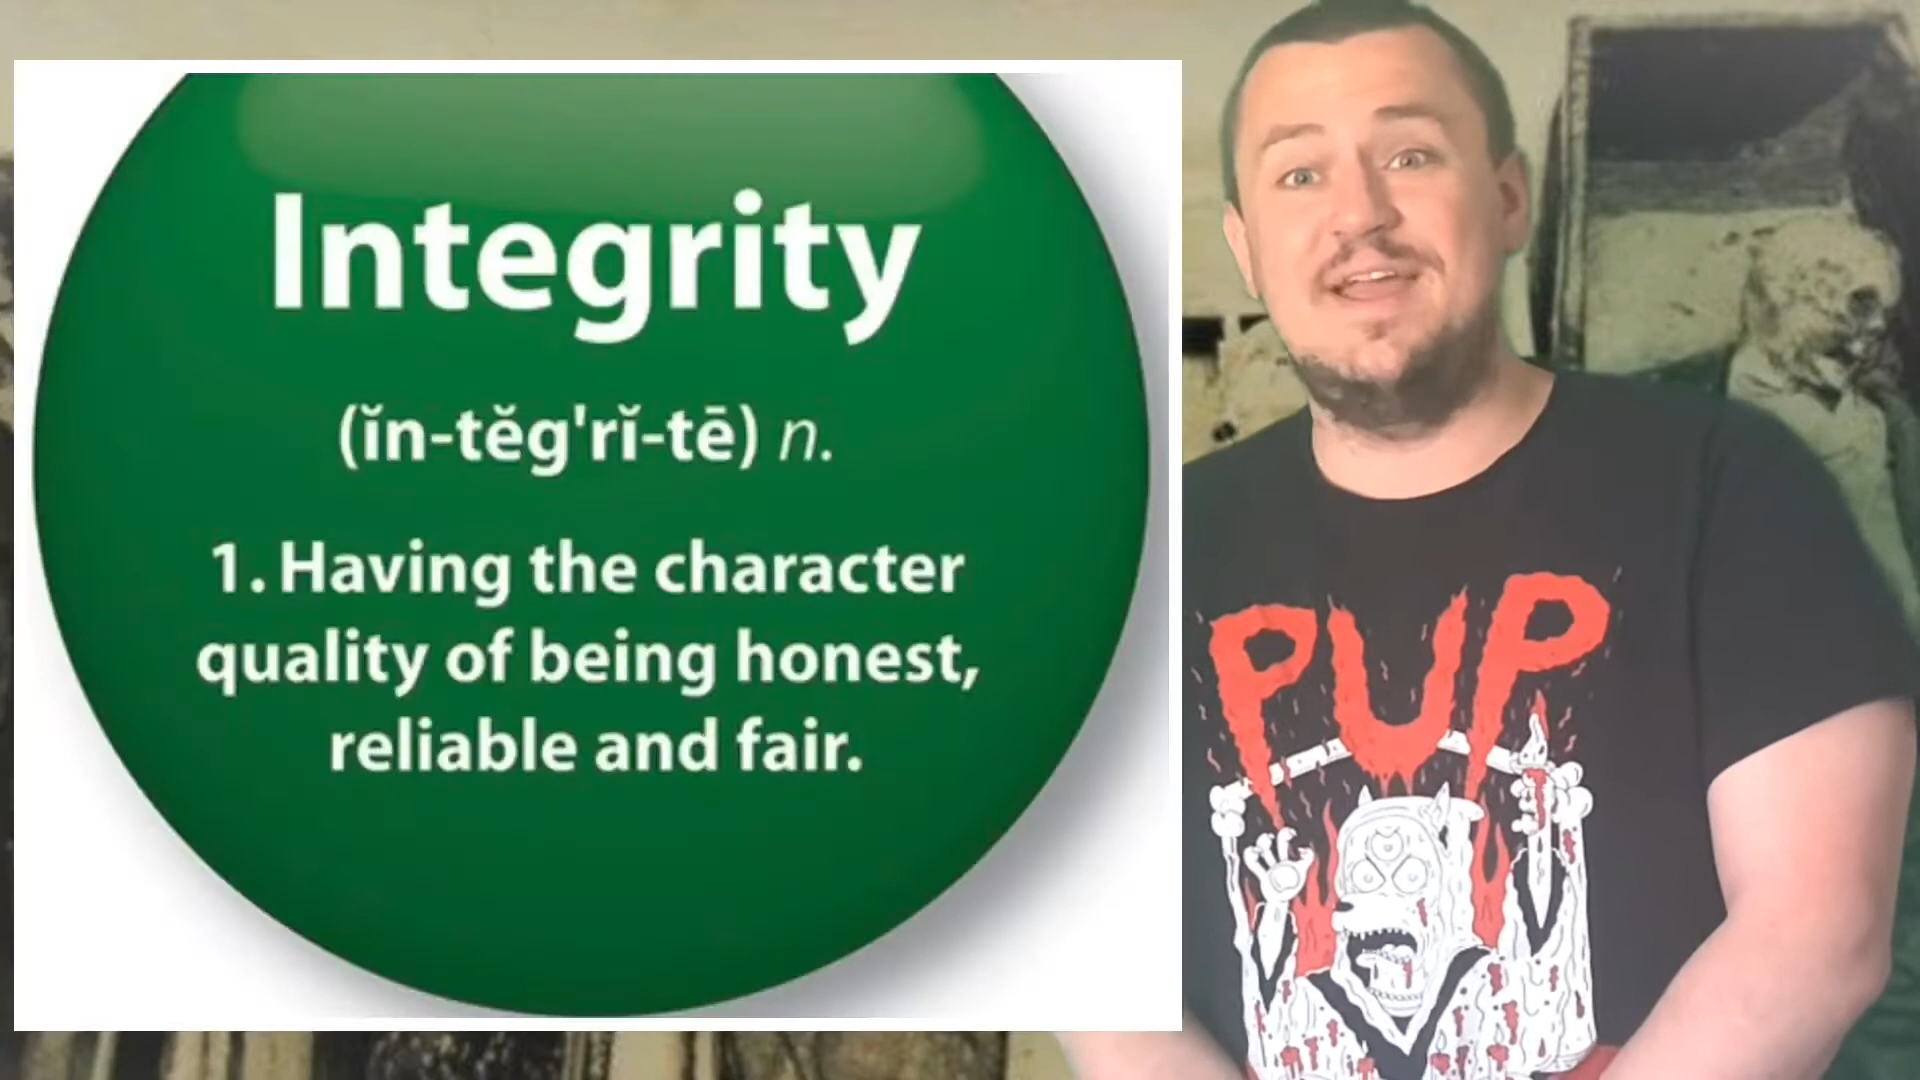 Integrity
(ĭn-tĕg'rĭ-tē) n.
1. Having the character
quality of being honest,
reliable and fair.
PUP